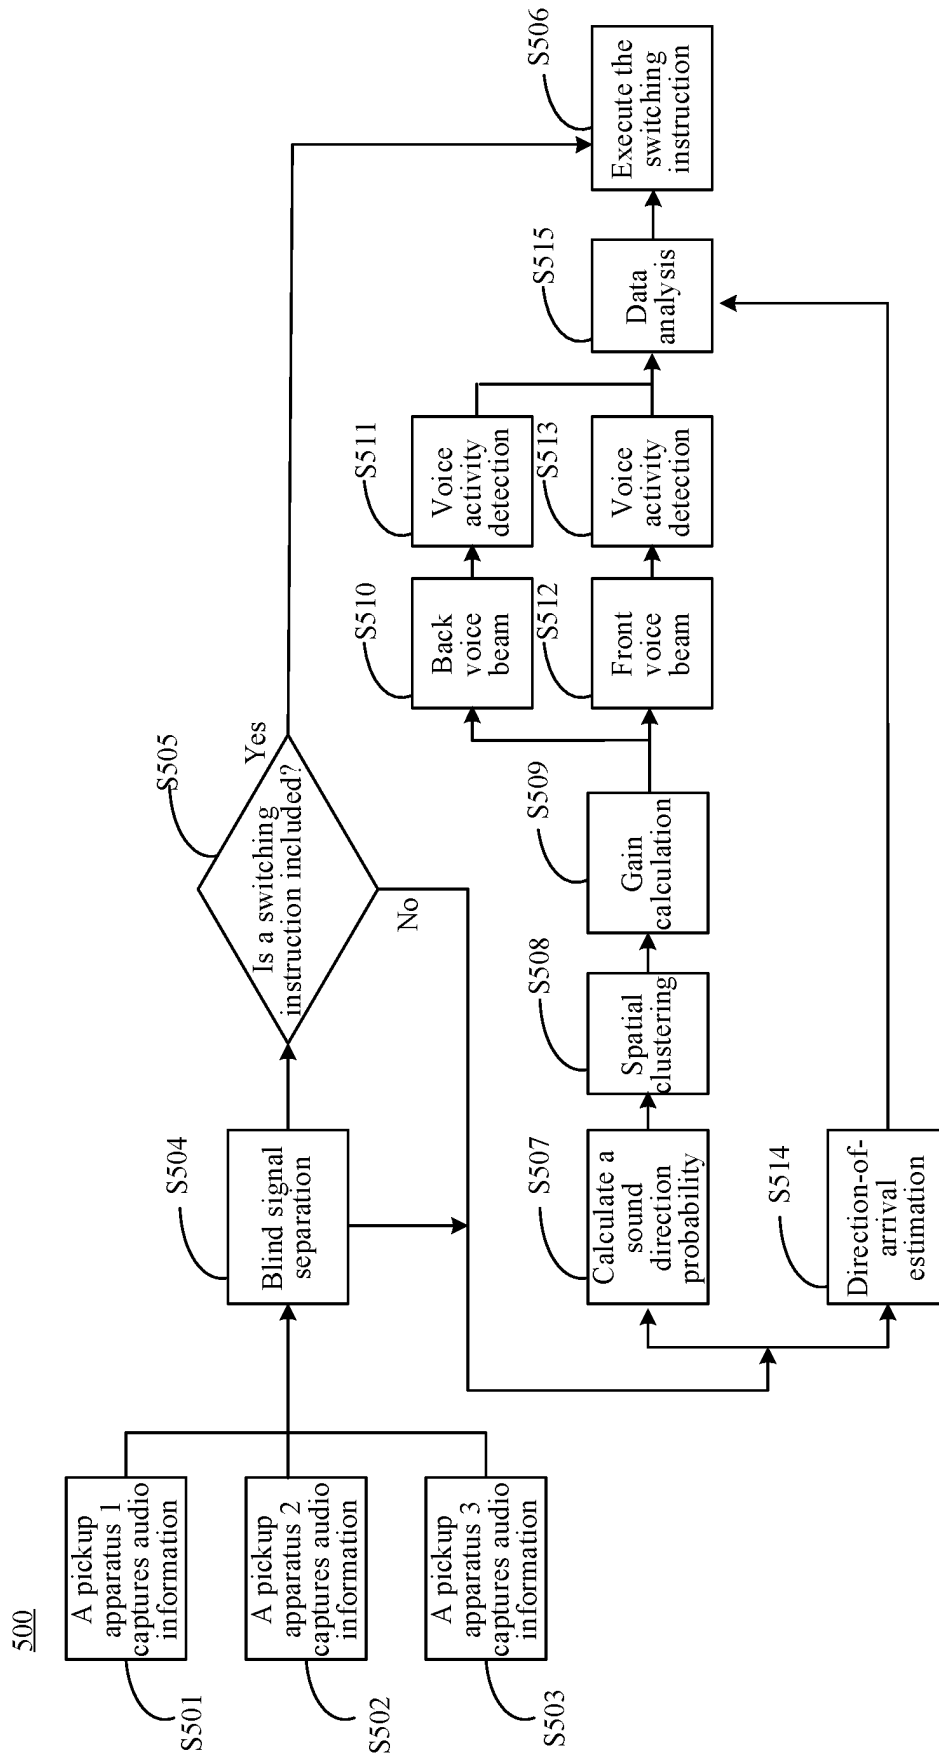 500
A pickup
apparatus 1
captures audio
information
S501
A pickup
apparatus 2
captures audio
information
S502
A pickup
apparatus 3
captures audio
information
S503
Blind signal
separation
S504
Is a switching
instruction included?
S505
Yes
No
Execute the
switching
instruction
S506
Calculate a
sound
direction
probability
S507
Spatial
clustering
S508
Gain
calculation
S509
Back
voice
beam
S510
Voice
activity
detection
S511
Front
voice
beam
S512
Voice
activity
detection
S513
Direction-of-
arrival
estimation
S514
Data
analysis
S515